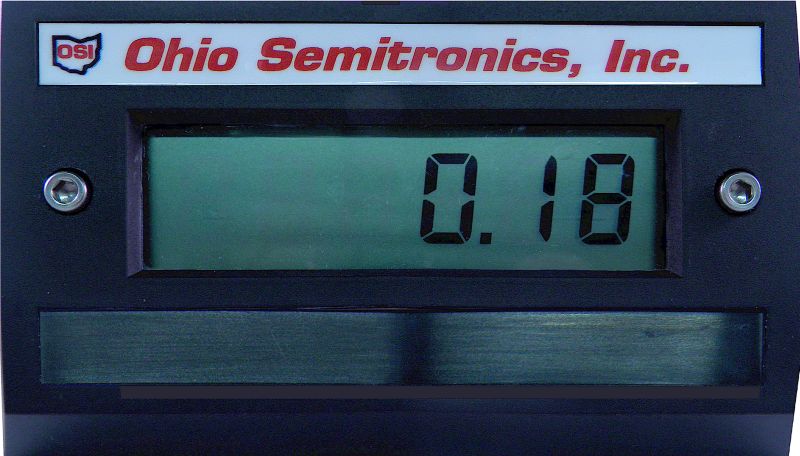 OSI Ohio Semitronics, Inc.
0.18